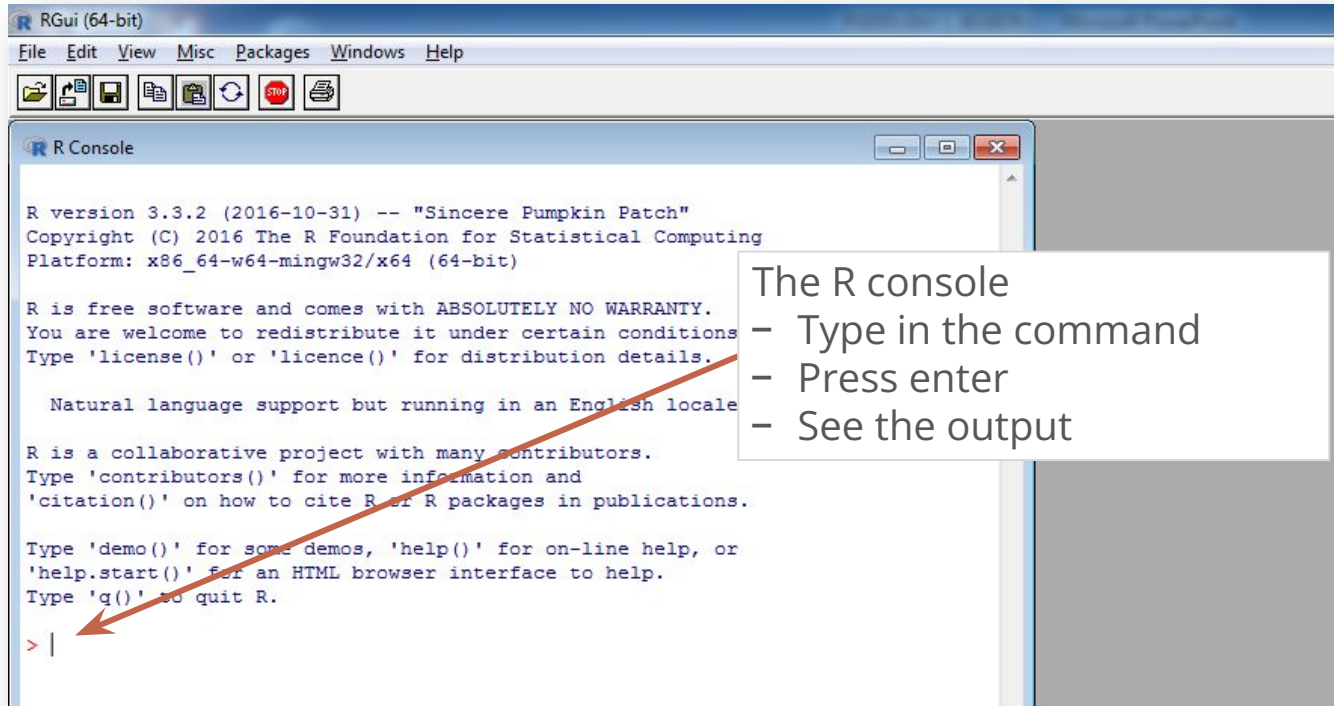 RGui (64-bit)
File Edit View Misc Packages Windows Help
STOP
R Console
R version 3.3.2 (2016-10-31) -- "Sincere Pumpkin Patch"
Copyright (C) 2016 The R Foundation for Statistical Computing
Platform: x86_64-w64-mingw32/x64 (64-bit)
R is free software and comes with ABSOLUTELY NO WARRANTY.
You are welcome to redistribute it under certain conditions
Type 'license()' or 'licence()' for distribution details.
Natural language support but running in an English locale
R is a collaborative project with many contributors.
Type 'contributors()' for more information and
'citation()' on how to cite R or R packages in publications.
Type 'demo()' for some demos, 'help()' for on-line help, or
'help.start()' for an HTML browser interface to help.
Type 'q()' to quit R.
>
The R console
− Type in the command
− Press enter
− See the output